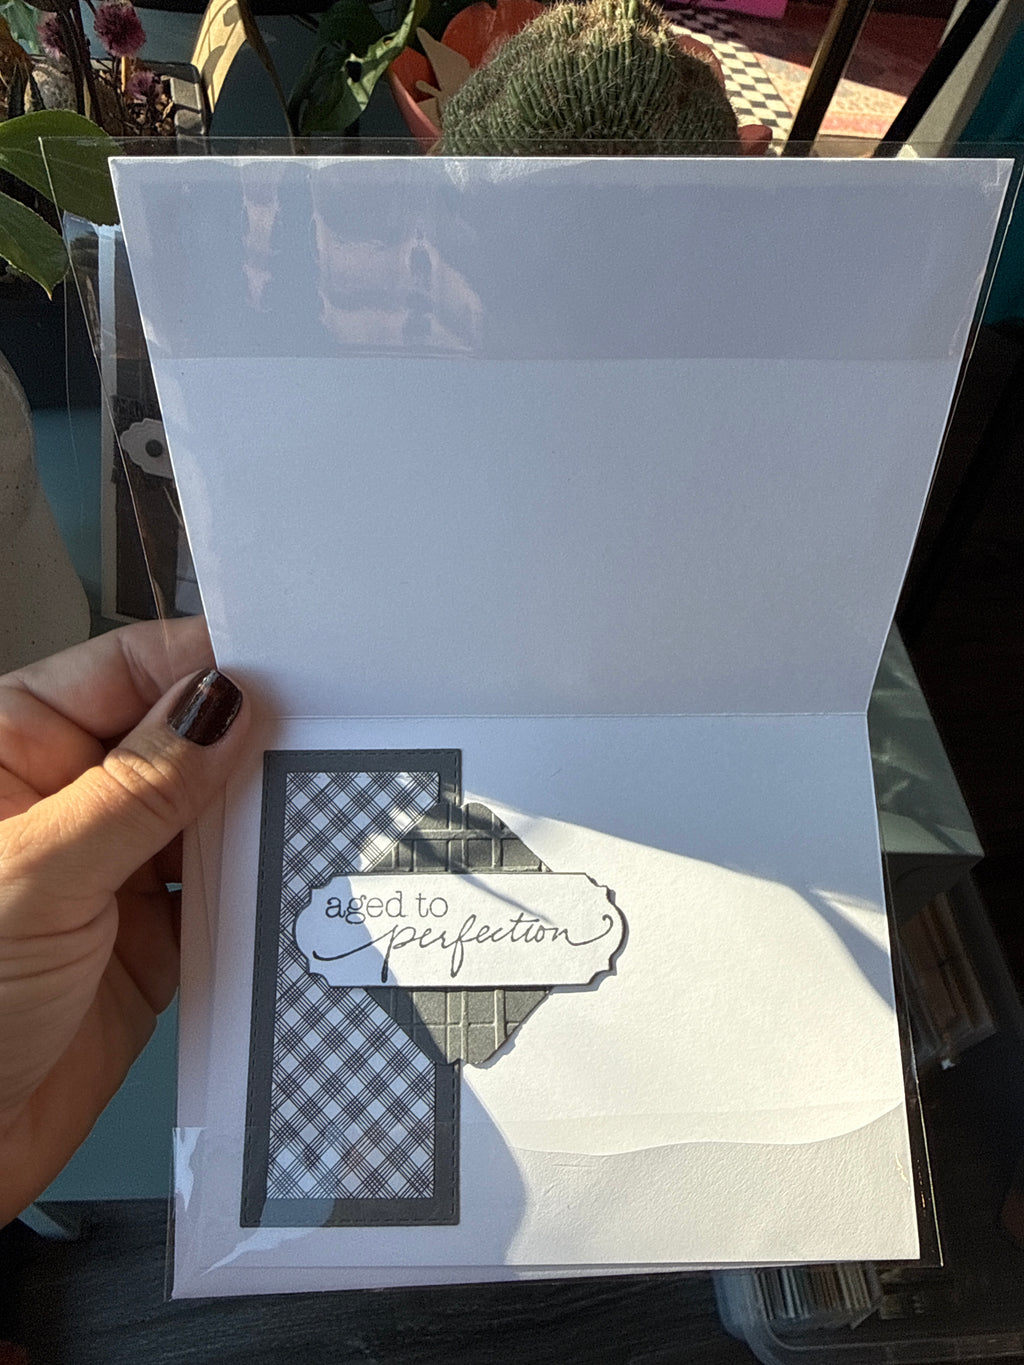 aged to
perfection